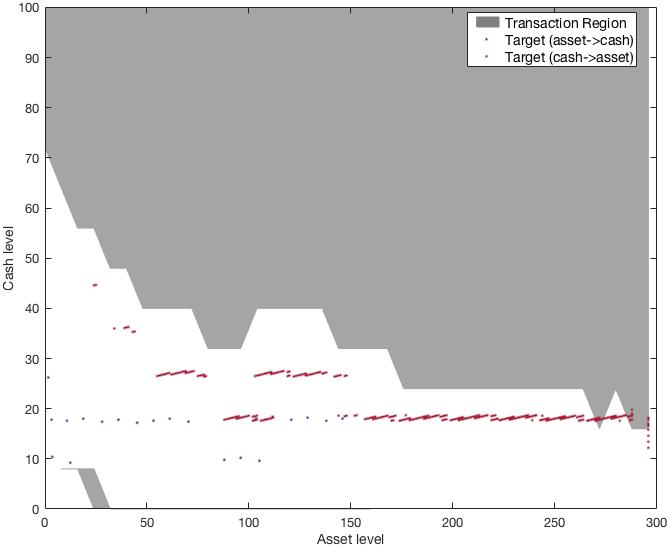 100
90
80
70
60
50
40
30
20
10
0
Cash level
Transaction Region
Target (asset->cash)
Target (cash->asset)
0 50 100 150 200 250 300
Asset level